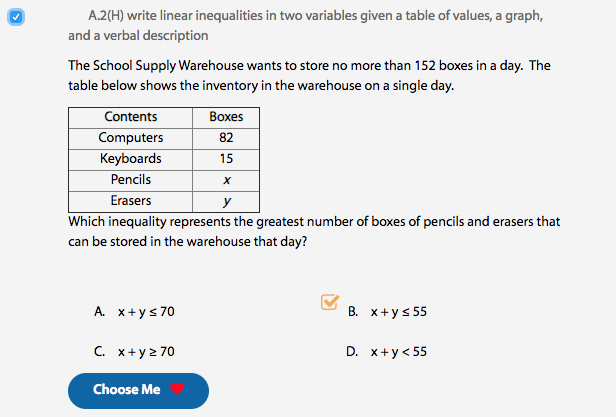 A.2(H) write linear inequalities in two variables given a table of values, a graph,
and a verbal description
The School Supply Warehouse wants to store no more than 152 boxes in a day. The
table below shows the inventory in the warehouse on a single day.
Contents Boxes
Computers 82
Keyboards 15
Pencils x
Erasers y
Which inequality represents the greatest number of boxes of pencils and erasers that
can be stored in the warehouse that day?
A. x + y ≤ 70 B. x + y ≤ 55
C. x + y ≥ 70 D. x + y < 55
Choose Me